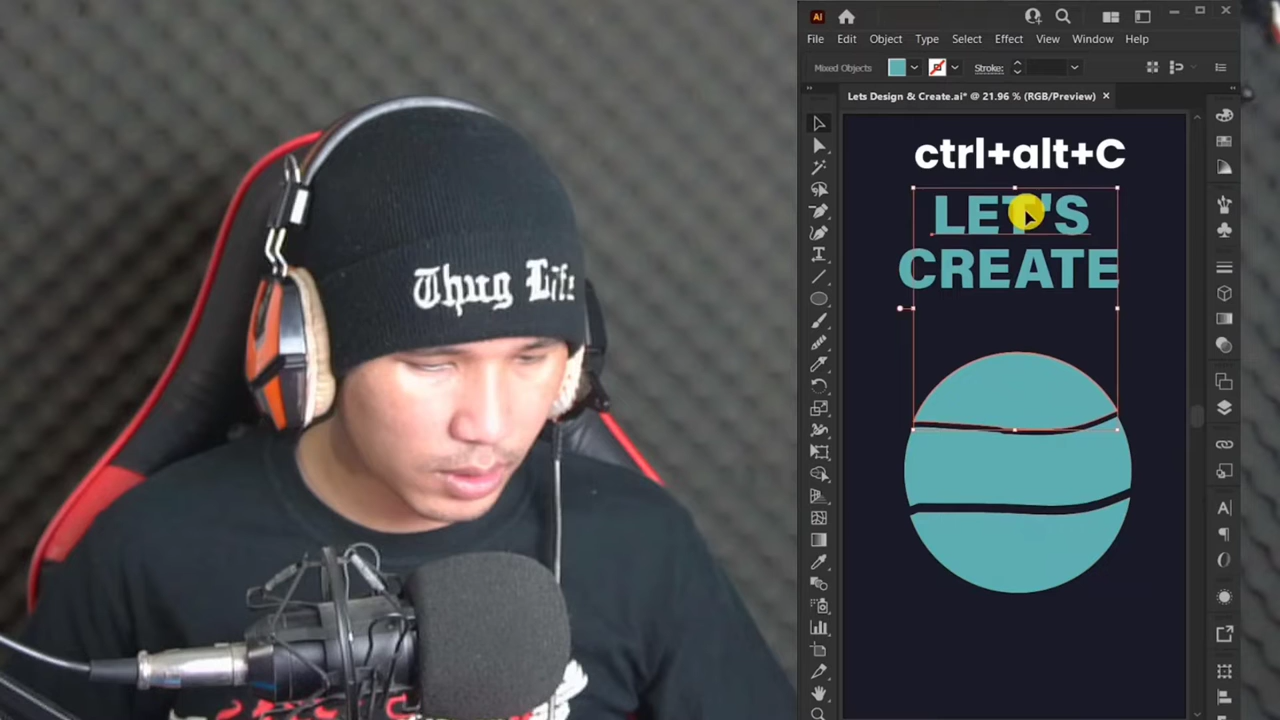 Ai
File Edit Object Type Select Effect View Window Help
Mixed Objects Stroke:
Lets Design & Create.ai* @ 21.96 % (RGB/Preview) ×
ctrl+alt+C
LET'S
CREATE
Thug Life